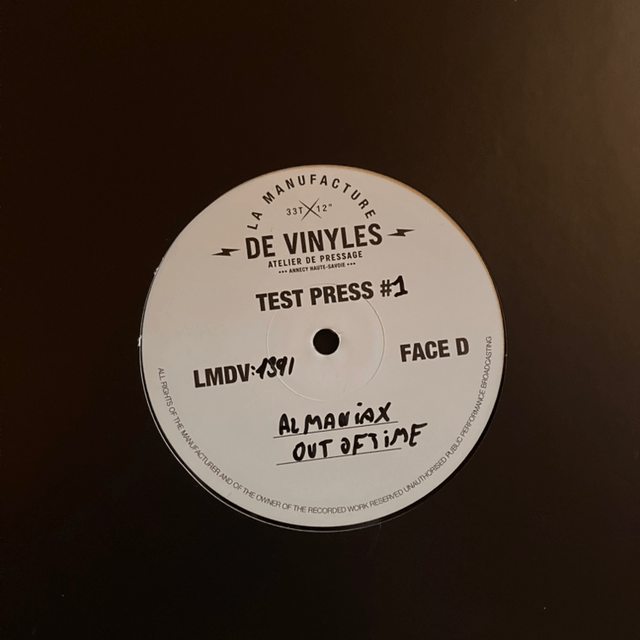 LA MANUFACTURE
33T 12"
DE VINYLES
ATELIER DE PRESSAGE
••• ANNECY HAUTE-SAVOIE •••
TEST PRESS #1
LMDV:1391
FACE D
ALMANiAX
OUT OFTiME
ALL RIGHTS OF THE MANUFACTURER AND OF THE OWNER OF THE RECORDED WORK RESERVED UNAUTHORISED PUBLIC PERFORMANCE BROADCASTING